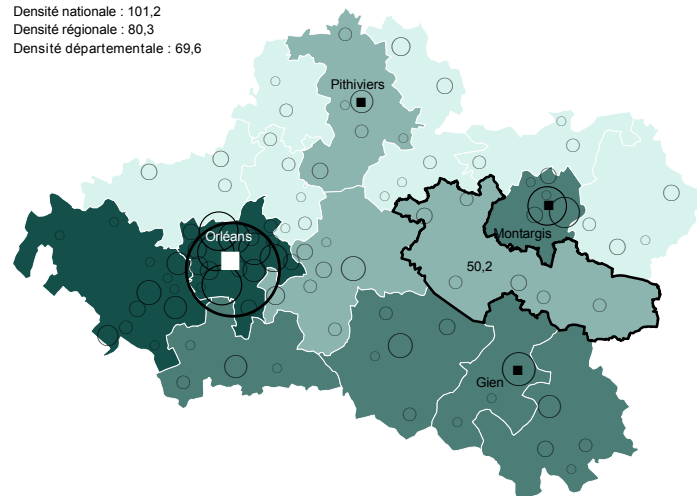 Densité nationale : 101,2
Densité régionale : 80,3
Densité départementale : 69,6
Pithiviers
Orléans
Montargis
50,2
Gien